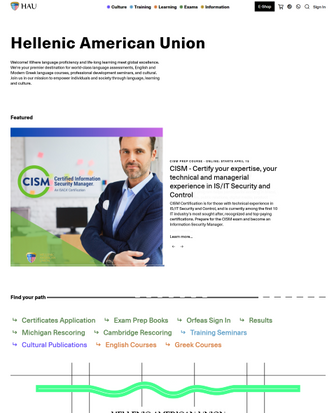 HAU
Culture Training Learning Exams Information
Shop
Sign In
Hellenic American Union
Welcome! Where language proficiency and life-long learning meet global excellence.
We're your premier destination for world-class language assessments, English and
Modern Greek language courses, professional development seminars, and culture.
Join us in our mission to empower individuals and society through language, learning
and culture.
Featured
CISM
Certified Information
Security Manager.
An ISACA Certification
CISM PREP COURSE - ONLINE, STARTS APRIL 15
CISM - Certify your expertise, your
technical and managerial
experience in IS/IT Security and
Control
CISM Certification is for those with technical experience in
IS/IT Security and Control, and is currently among the first 10
IT industry's most sought after, recognized and top-paying
certifications. Prepare for the CISM exam and become an
Information Security Manager.
Learn more...
Find your path
Certificates Application Exam Prep Books Orfeas Sign In Results
Michigan Rescoring Cambridge Rescoring Training Seminars
Cultural Publications English Courses Greek Courses
HELLENIC AMERICAN UNION